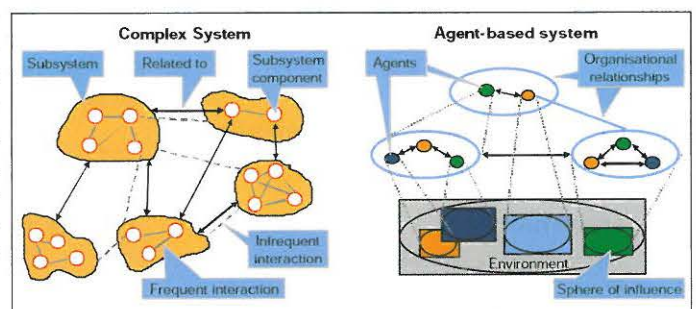 Complex System
Subsystem
Related to
Subsystem
component
Infrequent
interaction
Frequent interaction
Agent-based system
Agents
Organisational
relationships
Environment
Sphere of influence